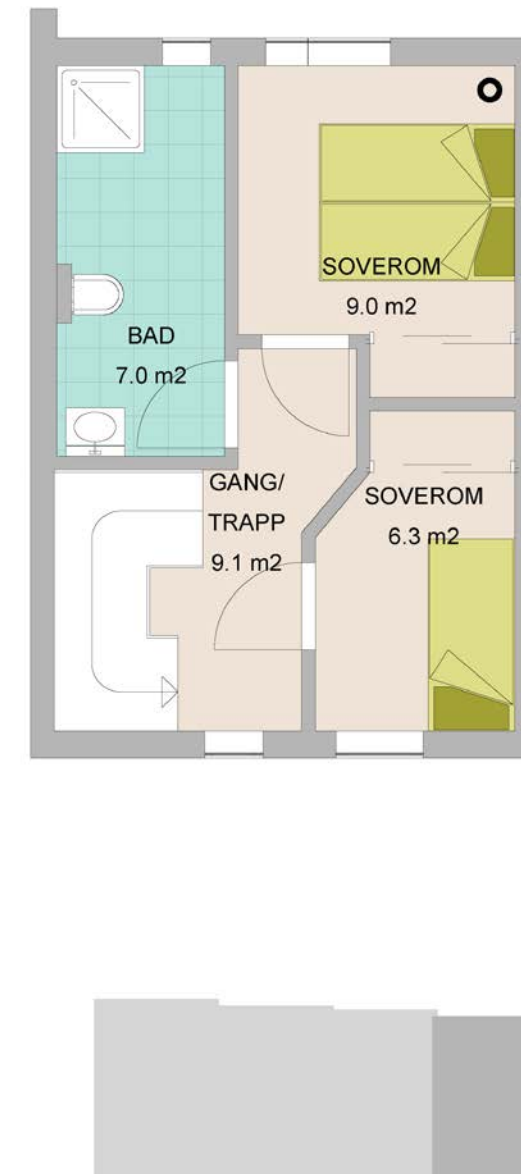 SOVEROM
9.0 m2
BAD
7.0 m2
GANG/
TRAPP
9.1 m2
SOVEROM
6.3 m2